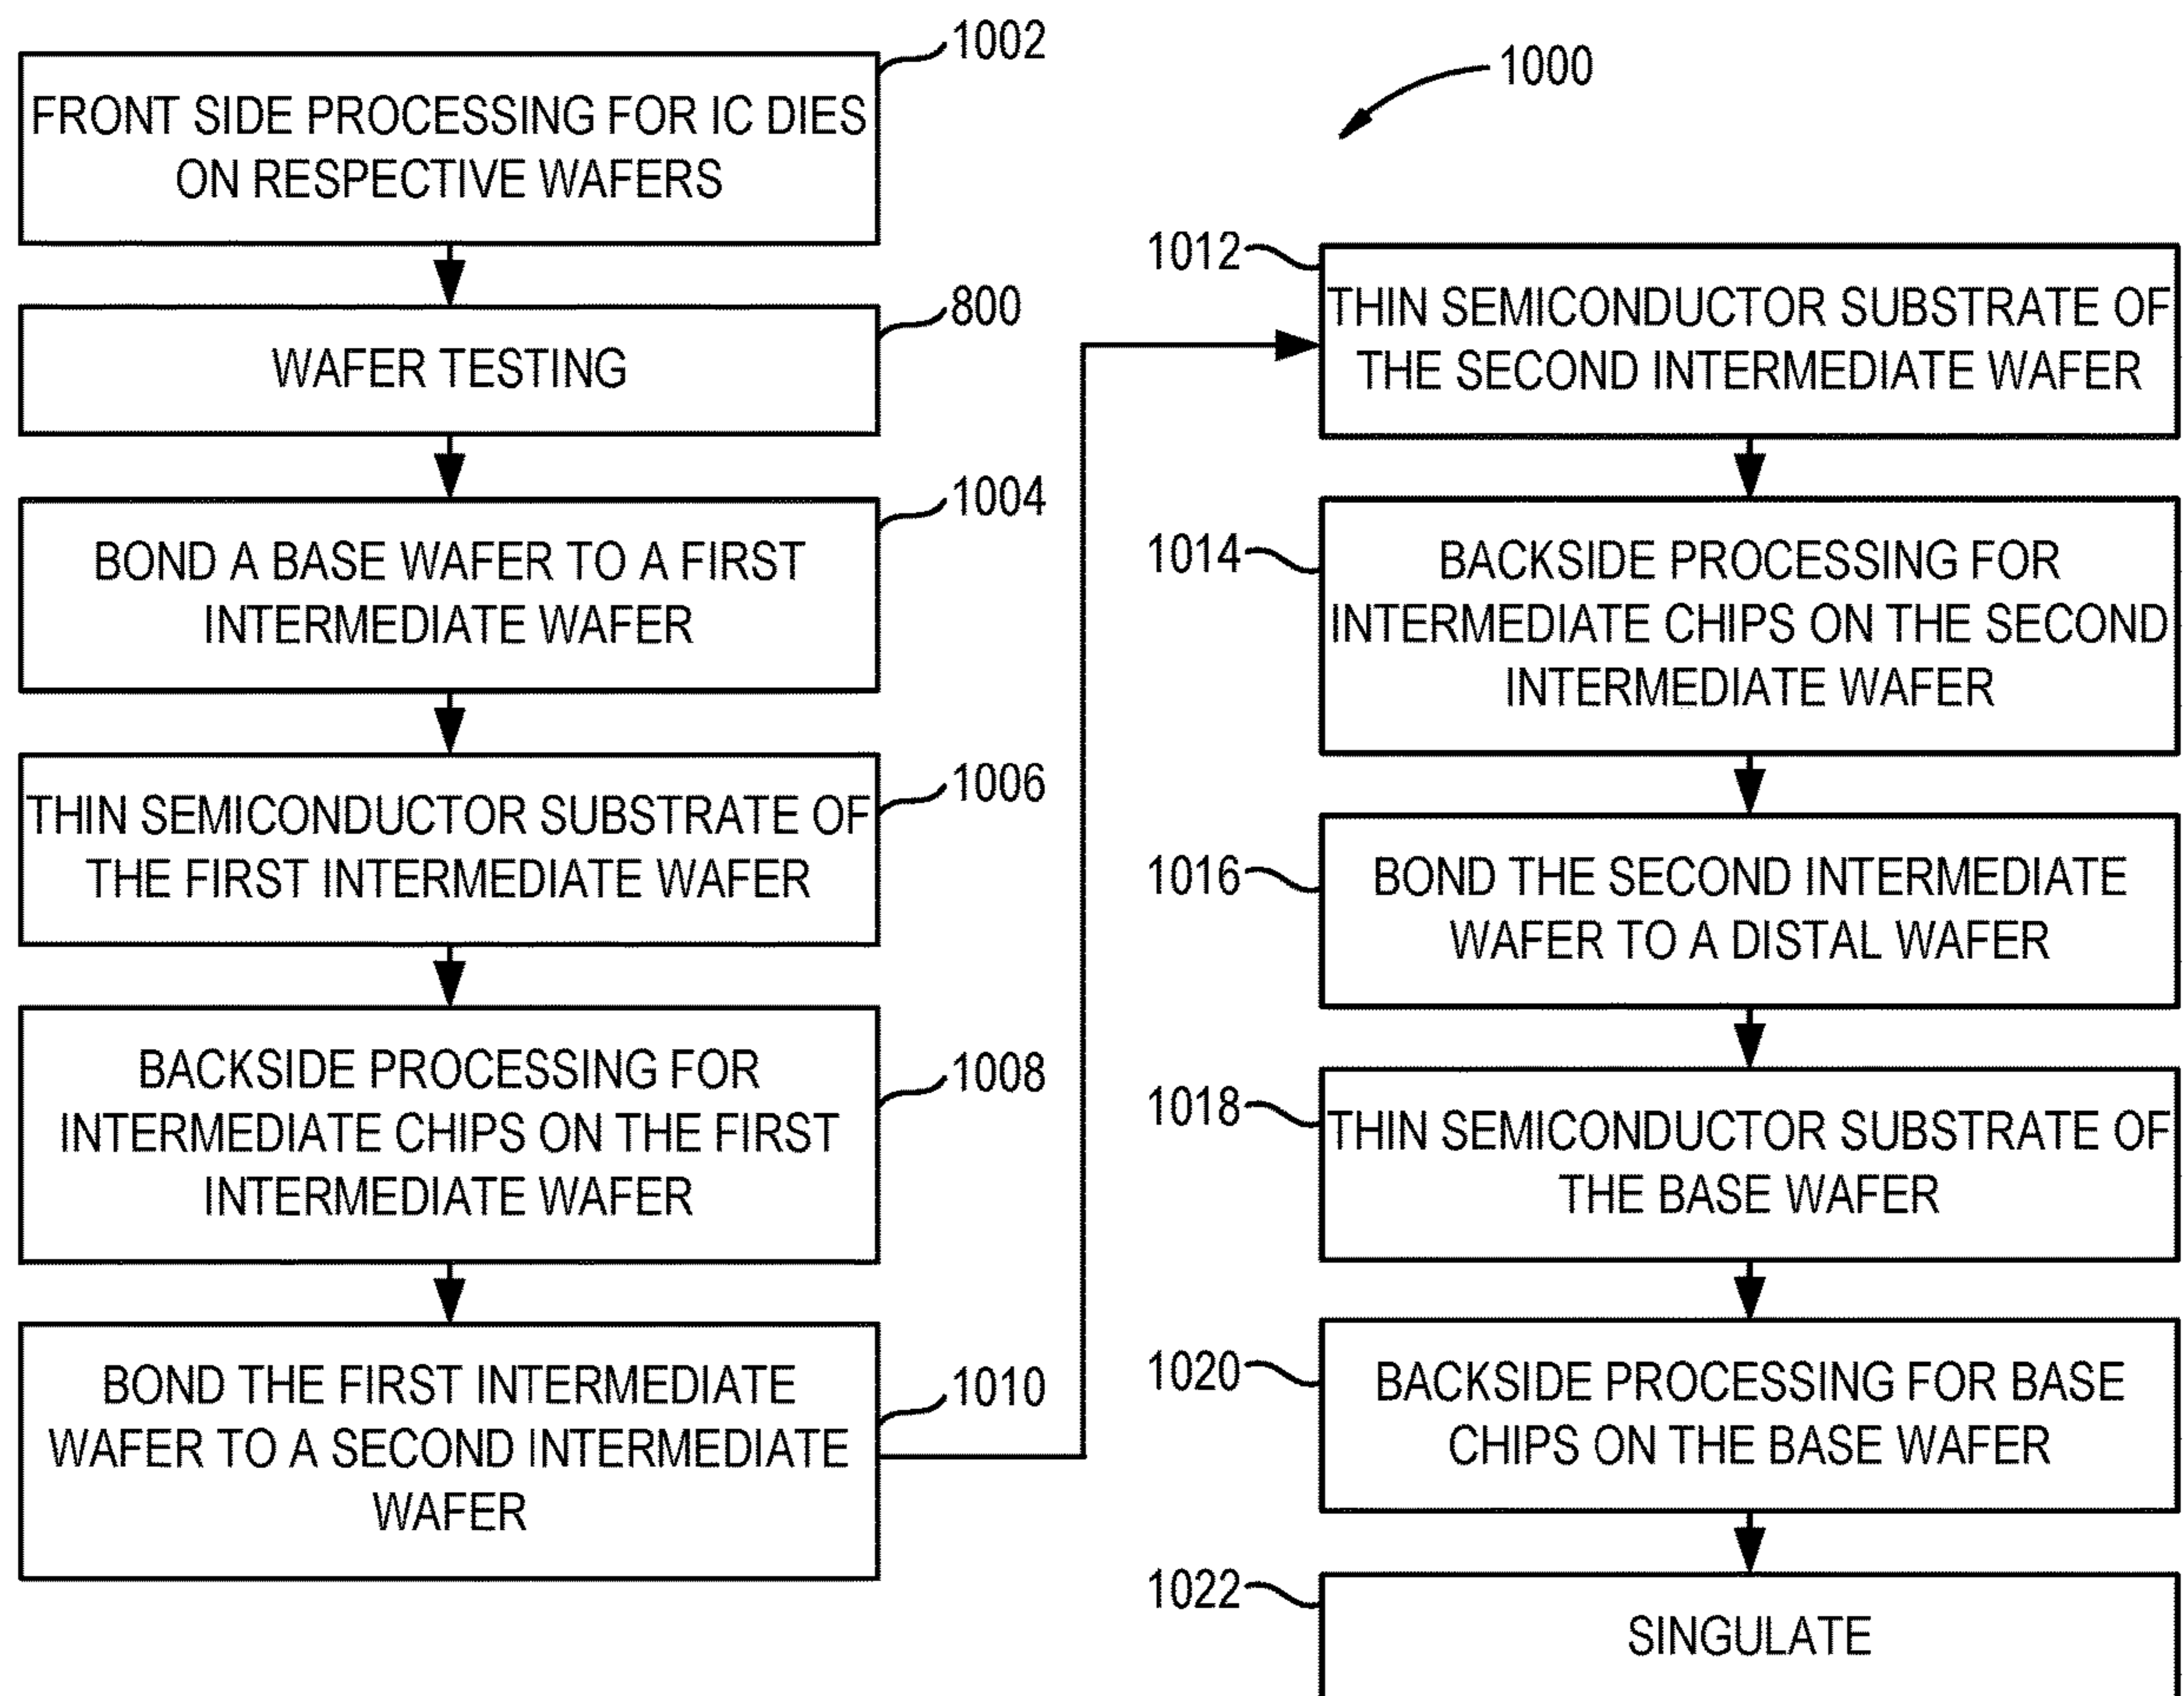 1002
FRONT SIDE PROCESSING FOR IC DIES
ON RESPECTIVE WAFERS
800
WAFER TESTING
1004
BOND A BASE WAFER TO A FIRST
INTERMEDIATE WAFER
1006
THIN SEMICONDUCTOR SUBSTRATE OF
THE FIRST INTERMEDIATE WAFER
1008
BACKSIDE PROCESSING FOR
INTERMEDIATE CHIPS ON THE FIRST
INTERMEDIATE WAFER
1010
BOND THE FIRST INTERMEDIATE
WAFER TO A SECOND INTERMEDIATE
WAFER
1000
1012
THIN SEMICONDUCTOR SUBSTRATE OF
THE SECOND INTERMEDIATE WAFER
1014
BACKSIDE PROCESSING FOR
INTERMEDIATE CHIPS ON THE SECOND
INTERMEDIATE WAFER
1016
BOND THE SECOND INTERMEDIATE
WAFER TO A DISTAL WAFER
1018
THIN SEMICONDUCTOR SUBSTRATE OF
THE BASE WAFER
1020
BACKSIDE PROCESSING FOR BASE
CHIPS ON THE BASE WAFER
1022
SINGULATE